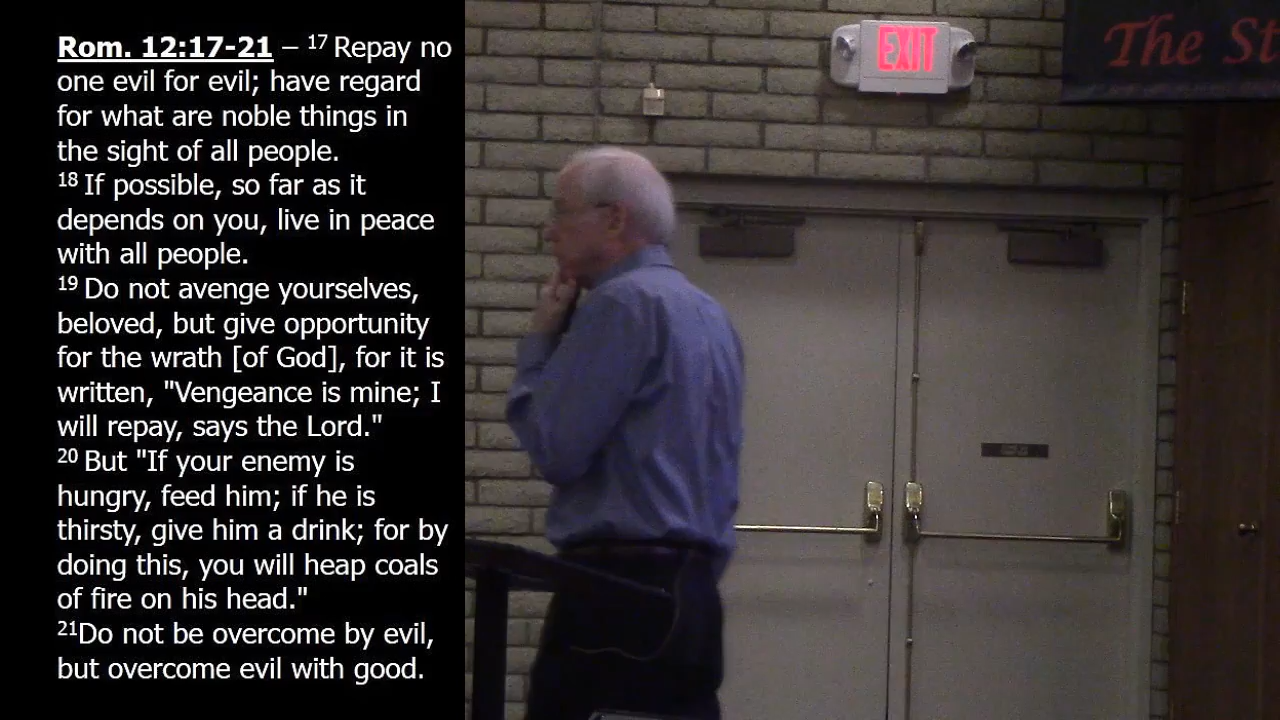 Rom. 12:17-21 – 17 Repay no
one evil for evil; have regard
for what are noble things in
the sight of all people.
18 If possible, so far as it
depends on you, live in peace
with all people.
19 Do not avenge yourselves,
beloved, but give opportunity
for the wrath [of God], for it is
written, "Vengeance is mine; I
will repay, says the Lord."
20 But "If your enemy is
hungry, feed him; if he is
thirsty, give him a drink; for by
doing this, you will heap coals
of fire on his head."
21Do not be overcome by evil,
but overcome evil with good.
EXIT
The St